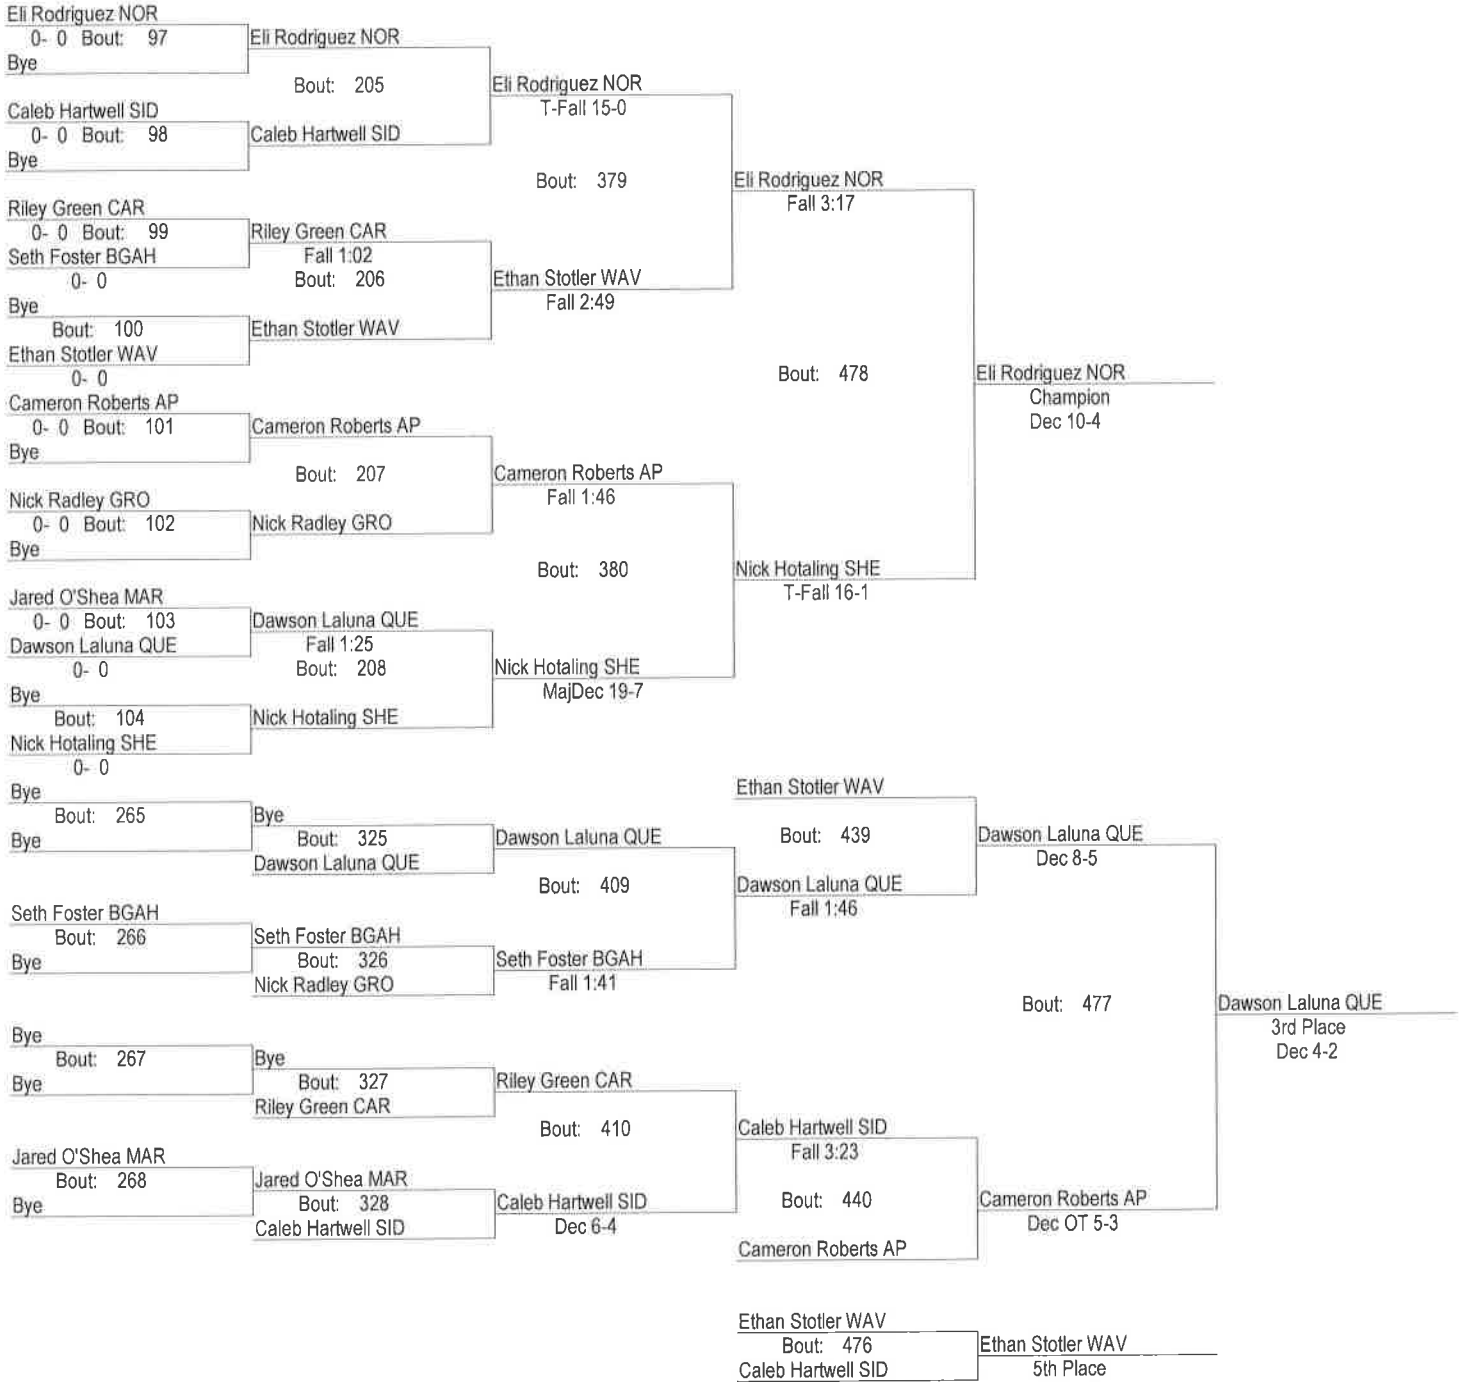 Eli Rodriguez NOR
0- 0 Bout: 97
Bye
Eli Rodriguez NOR
Bout: 205
Caleb Hartwell SID
0- 0 Bout: 98
Bye
Caleb Hartwell SID
Eli Rodriguez NOR
T-Fall 15-0
Bout: 379
Riley Green CAR
0- 0 Bout: 99
Seth Foster BGAH
0- 0
Riley Green CAR
Fall 1:02
Bout: 206
Bye
Bout: 100
Ethan Stotler WAV
0- 0
Ethan Stotler WAV
Ethan Stotler WAV
Fall 2:49
Eli Rodriguez NOR
Fall 3:17
Bout: 478
Cameron Roberts AP
0- 0 Bout: 101
Bye
Cameron Roberts AP
Bout: 207
Nick Radley GRO
0- 0 Bout: 102
Bye
Nick Radley GRO
Cameron Roberts AP
Fall 1:46
Bout: 380
Jared O'Shea MAR
0- 0 Bout: 103
Dawson Laluna QUE
0- 0
Dawson Laluna QUE
Fall 1:25
Bout: 208
Bye
Bout: 104
Nick Hotaling SHE
0- 0
Nick Hotaling SHE
Nick Hotaling SHE
MajDec 19-7
Nick Hotaling SHE
T-Fall 16-1
Eli Rodriguez NOR
Champion
Dec 10-4
Bye
Bout: 265
Bye
Bye
Bout: 325
Dawson Laluna QUE
Dawson Laluna QUE
Bout: 409
Seth Foster BGAH
Bout: 266
Bye
Seth Foster BGAH
Bout: 326
Nick Radley GRO
Seth Foster BGAH
Fall 1:41
Ethan Stotler WAV
Bout: 439
Dawson Laluna QUE
Fall 1:46
Dawson Laluna QUE
Dec 8-5
Bout: 477
Bye
Bout: 267
Bye
Bye
Bout: 327
Riley Green CAR
Riley Green CAR
Bout: 410
Jared O'Shea MAR
Bout: 268
Bye
Jared O'Shea MAR
Bout: 328
Caleb Hartwell SID
Caleb Hartwell SID
Dec 6-4
Caleb Hartwell SID
Fall 3:23
Bout: 440
Cameron Roberts AP
Cameron Roberts AP
Dec OT 5-3
Dawson Laluna QUE
3rd Place
Dec 4-2
Ethan Stotler WAV
Bout: 476
Caleb Hartwell SID
Ethan Stotler WAV
5th Place